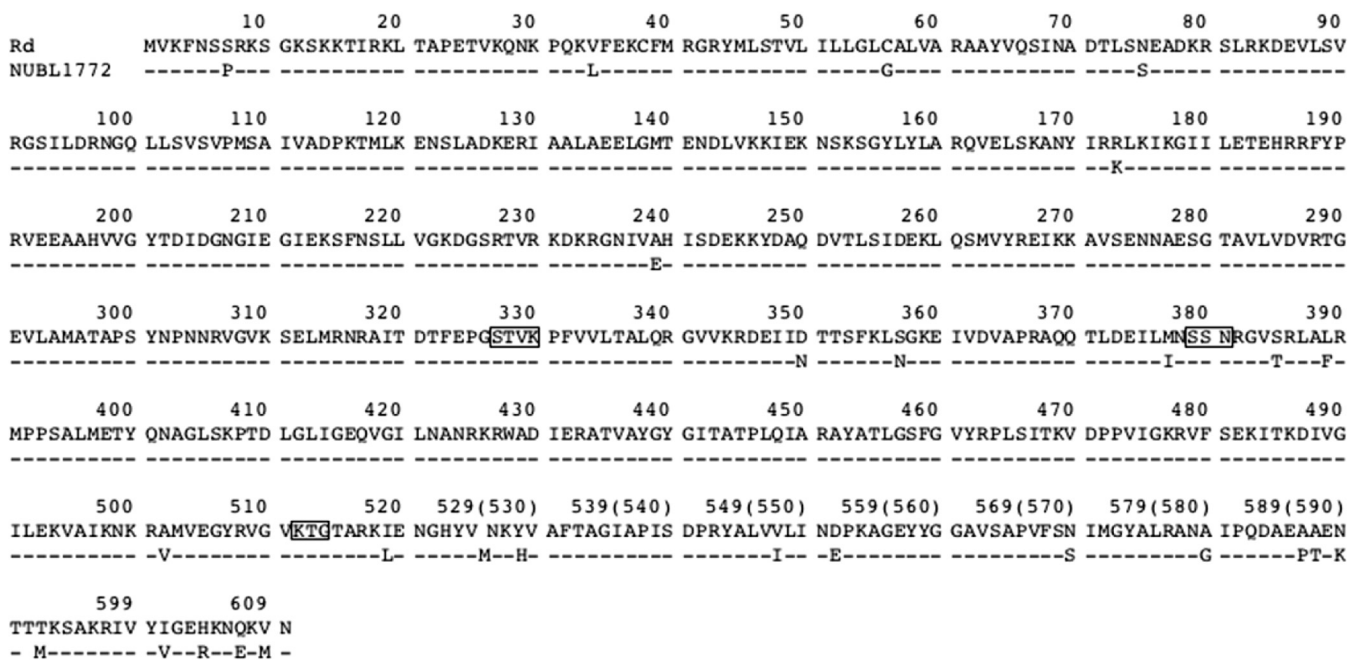 10 20 30 40 50 60 70 80 90
Rd MVKFNSSRKS GKSKKTIRKL TAPETVKQNK PQKVFEKCFM RGRYMLSTVL ILLGLCALVA RAAYVQSINA DTLSNEADKR SLRKDEVLSV
NUBL1772 ------P--- ---------- ---------- ---L------ ---------- -----G---- ---------- ----S----- ----------
100 110 120 130 140 150 160 170 180 190
RGSILDRNGQ LLSVSVPMSA IVADPKTMLK ENSLADKERI AALAEELGMT ENDLVKKIEK NSKSGYLYLA RQVELSKANY IRRLKIKGII LETEHRRFYP
---------- ---------- ---------- ---------- ---------- ---------- ---------- ---------- --K------- ----------
200 210 220 230 240 250 260 270 280 290
RVEEAAHVVG YTDIDGNGIE GIEKSFNSLL VGKDGSRTVR KDKRGNIVAH ISDEKKYDAQ DVTLSIDEKL QSMVYREIKK AVSENNAESG TAVLVDVRTG
---------- ---------- ---------- ---------- --------E- ---------- ---------- ---------- ---------- ----------
300 310 320 330 340 350 360 370 380 390
EVLAMATAPS YNPNNRVGVK SELMRNRAIT DTFEPGSTVK PFVVLTALQR GVVKRDEIID TTSFKLSGKE IVDVAPRAQQ TLDEILMNSS NRGVSRLALR
---------- ---------- ---------- ---------- ---------- ---------N ------N--- ---------- ------I--- ----T---F-
400 410 420 430 440 450 460 470 480 490
MPPSALMETY QNAGLSKPTD LGLIGEQVGI LNANRKRWAD IERATVAYGY GITATPLQIA RAYATLGSFG VYRPLSITKV DPPVIGKRVF SEKITKDIVG
---------- ---------- ---------- ---------- ---------- ---------- ---------- ---------- ---------- ----------
500 510 520 529(530) 539(540) 549(550) 559(560) 569(570) 579(580) 589(590)
ILEKVAIKNK RAMVEGYRVG VKTGTARKIE NGHYV NKYV AFTAGIAPIS DPRYALVVLI NDPKAGEYYG GAVSAPVFSN IMGYALRANA IPQDAEAAEN
---------- -V-------- --------L- -----M--H- ---------- -------I-- -E-------- ---------S ---------G ------PT-K
599 609
TTTKSAKRIV YIGEHKNQKV N
- M------- -V--R--E-M -